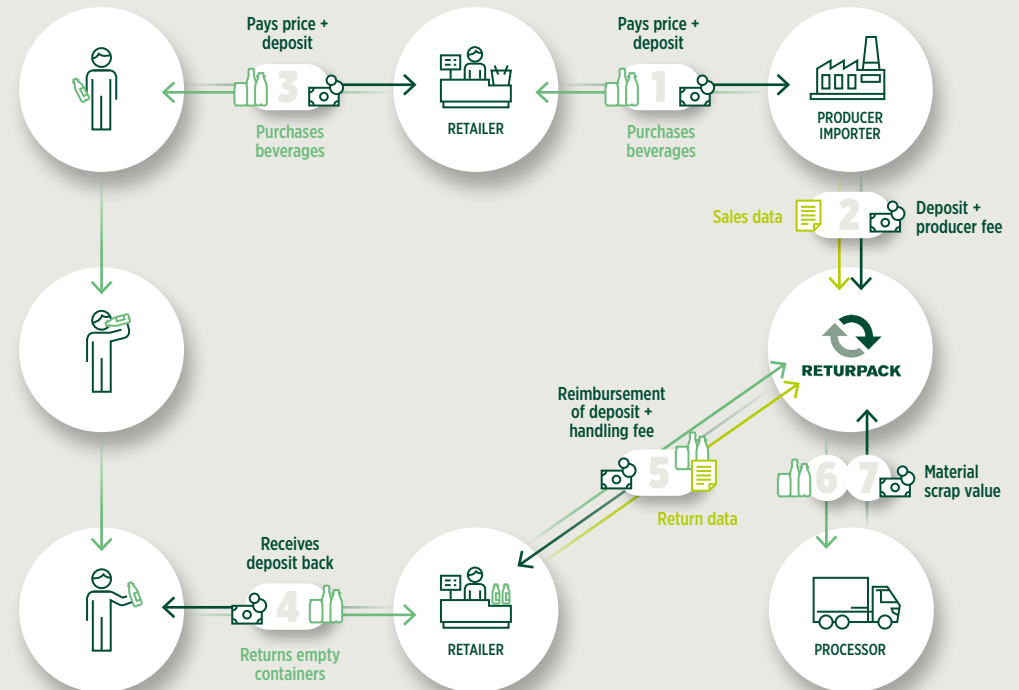 Pays price +
deposit
3
Purchases
beverages
RETAILER
Pays price +
deposit
1
Purchases
beverages
PRODUCER
IMPORTER
Sales data
2
Deposit +
producer fee
RETURPACK
Reimbursement
of deposit +
handling fee
5
Return data
6
7
Material
scrap value
Receives
deposit back
4
Returns empty
containers
RETAILER
PROCESSOR